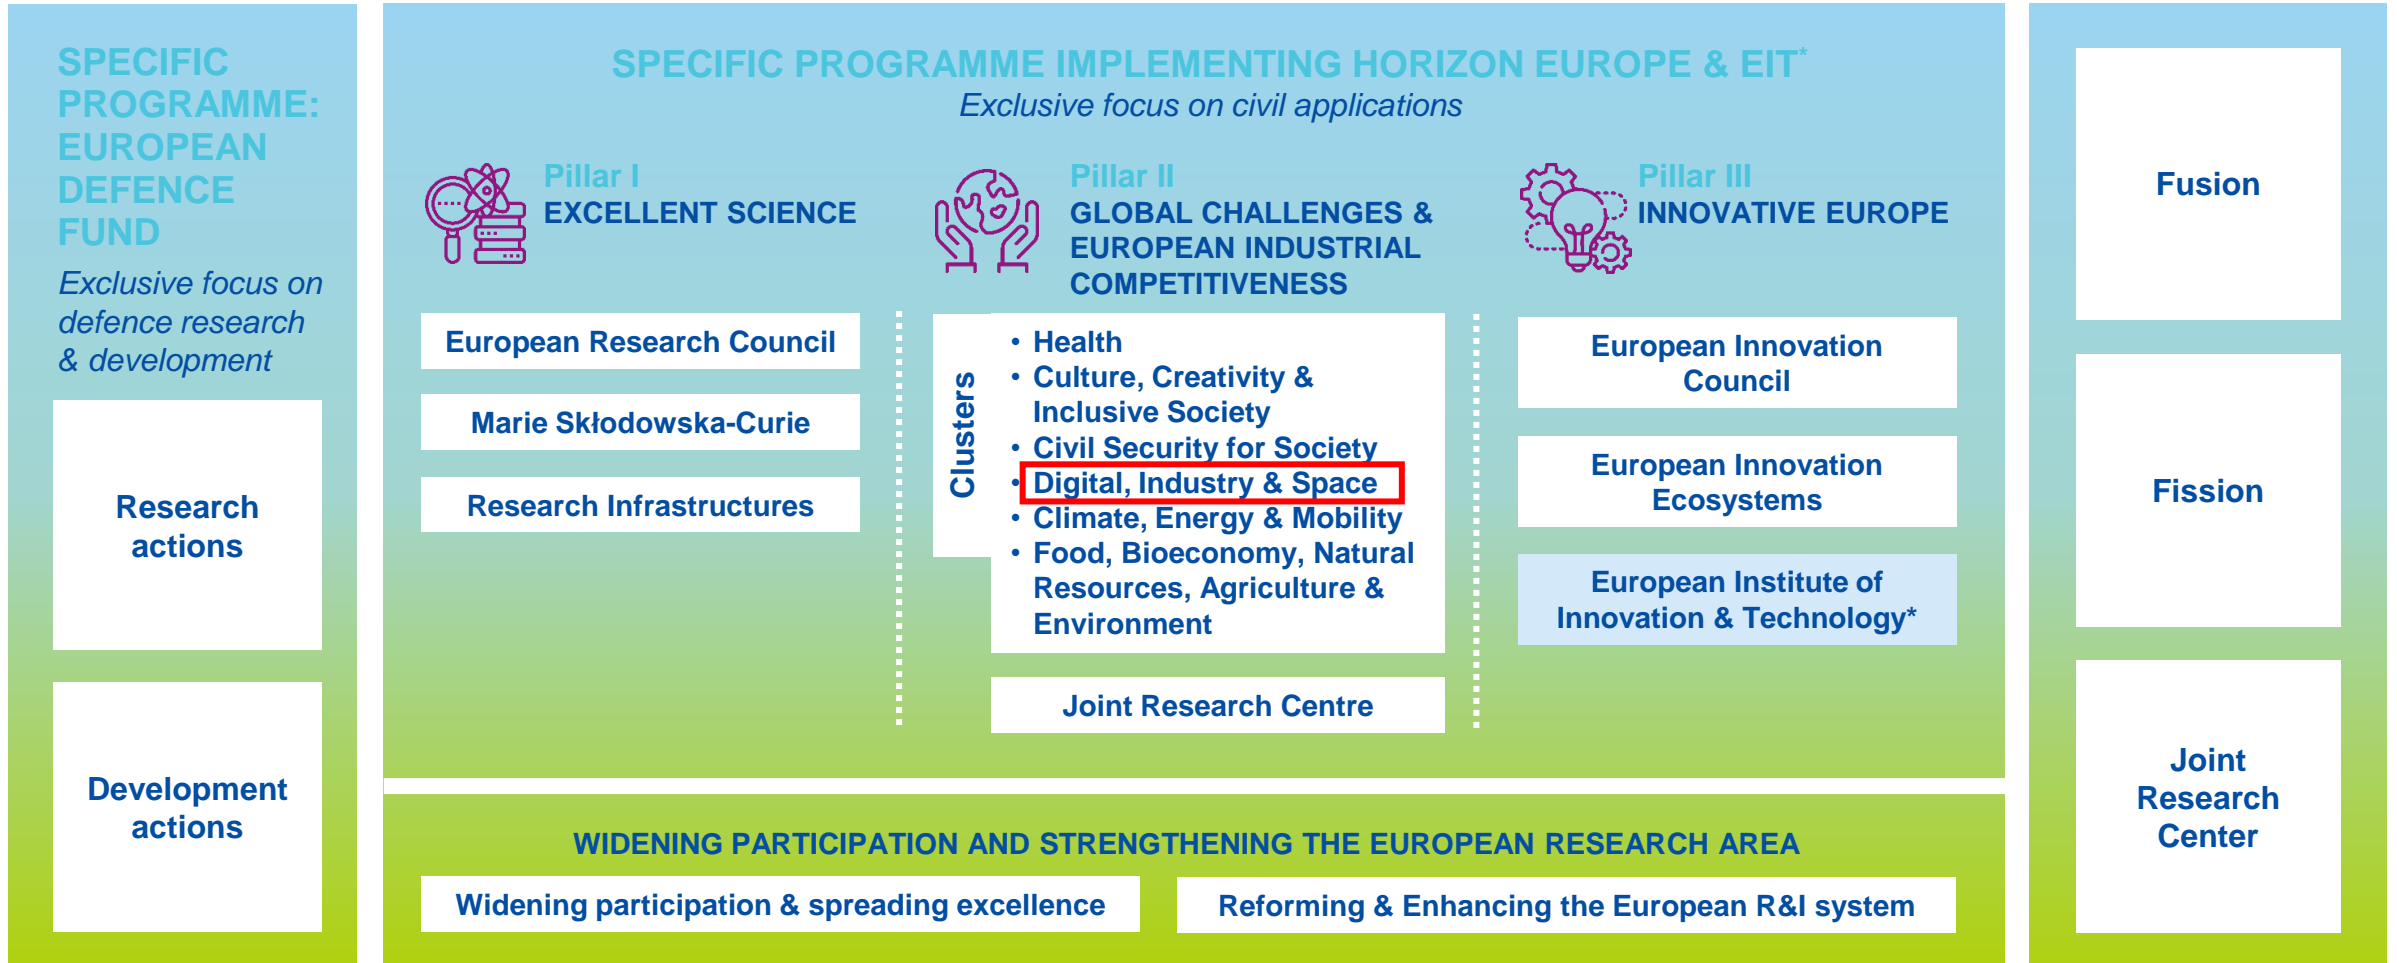 SPECIFIC
PROGRAMME:
EUROPEAN
DEFENCE
FUND
Exclusive focus on
defence research
& development
Research
actions
Development
actions
SPECIFIC PROGRAMME IMPLEMENTING HORIZON EUROPE & EIT*
Exclusive focus on civil applications
Pillar I
EXCELLENT SCIENCE
European Research Council
Marie Skłodowska-Curie
Research Infrastructures
Pillar II
GLOBAL CHALLENGES &
EUROPEAN INDUSTRIAL
COMPETITIVENESS
Clusters
• Health
• Culture, Creativity &
Inclusive Society
• Civil Security for Society
• Digital, Industry & Space
• Climate, Energy & Mobility
• Food, Bioeconomy, Natural
Resources, Agriculture &
Environment
Joint Research Centre
Pillar III
INNOVATIVE EUROPE
European Innovation
Council
European Innovation
Ecosystems
European Institute of
Innovation & Technology*
WIDENING PARTICIPATION AND STRENGTHENING THE EUROPEAN RESEARCH AREA
Widening participation & spreading excellence
Reforming & Enhancing the European R&I system
Fusion
Fission
Joint
Research
Center